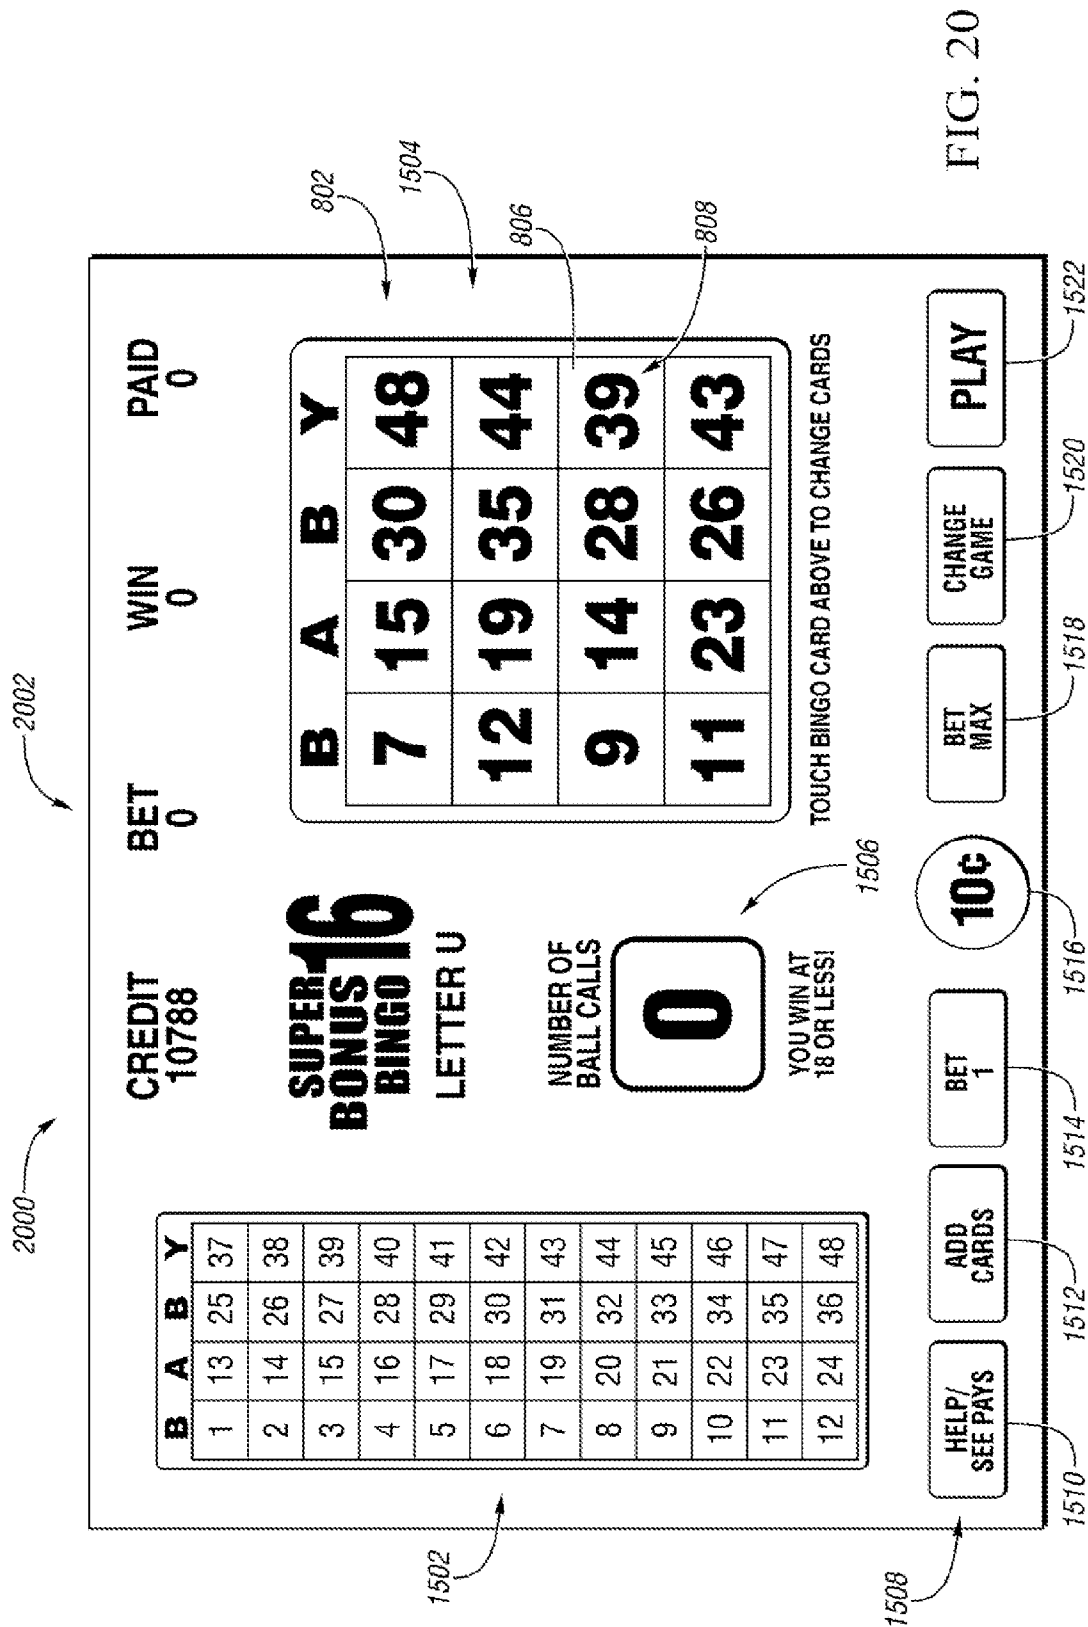 2000
2002
CREDIT BET WIN PAID
10788 0 0 0
802
1504
806
808
1502
B A B Y
1 13 25 37
2 14 26 38
3 15 27 39
4 16 28 40
5 17 29 41
6 18 30 42
7 19 31 43
8 20 32 44
9 21 33 45
10 22 34 46
11 23 35 47
12 24 36 48
SUPER
BONUS
BINGO 16
LETTER U
NUMBER OF
BALL CALLS
0
YOU WIN AT
18 OR LESS!
1506
B A B Y
7 15 30 48
12 19 35 44
9 14 28 39
11 23 26 43
TOUCH BINGO CARD ABOVE TO CHANGE CARDS
1508
HELP/
SEE PAYS
ADD
CARDS
BET
1
10¢
BET
MAX
CHANGE
GAME
PLAY
1510 1512 1514 1516 1518 1520 1522
FIG. 20